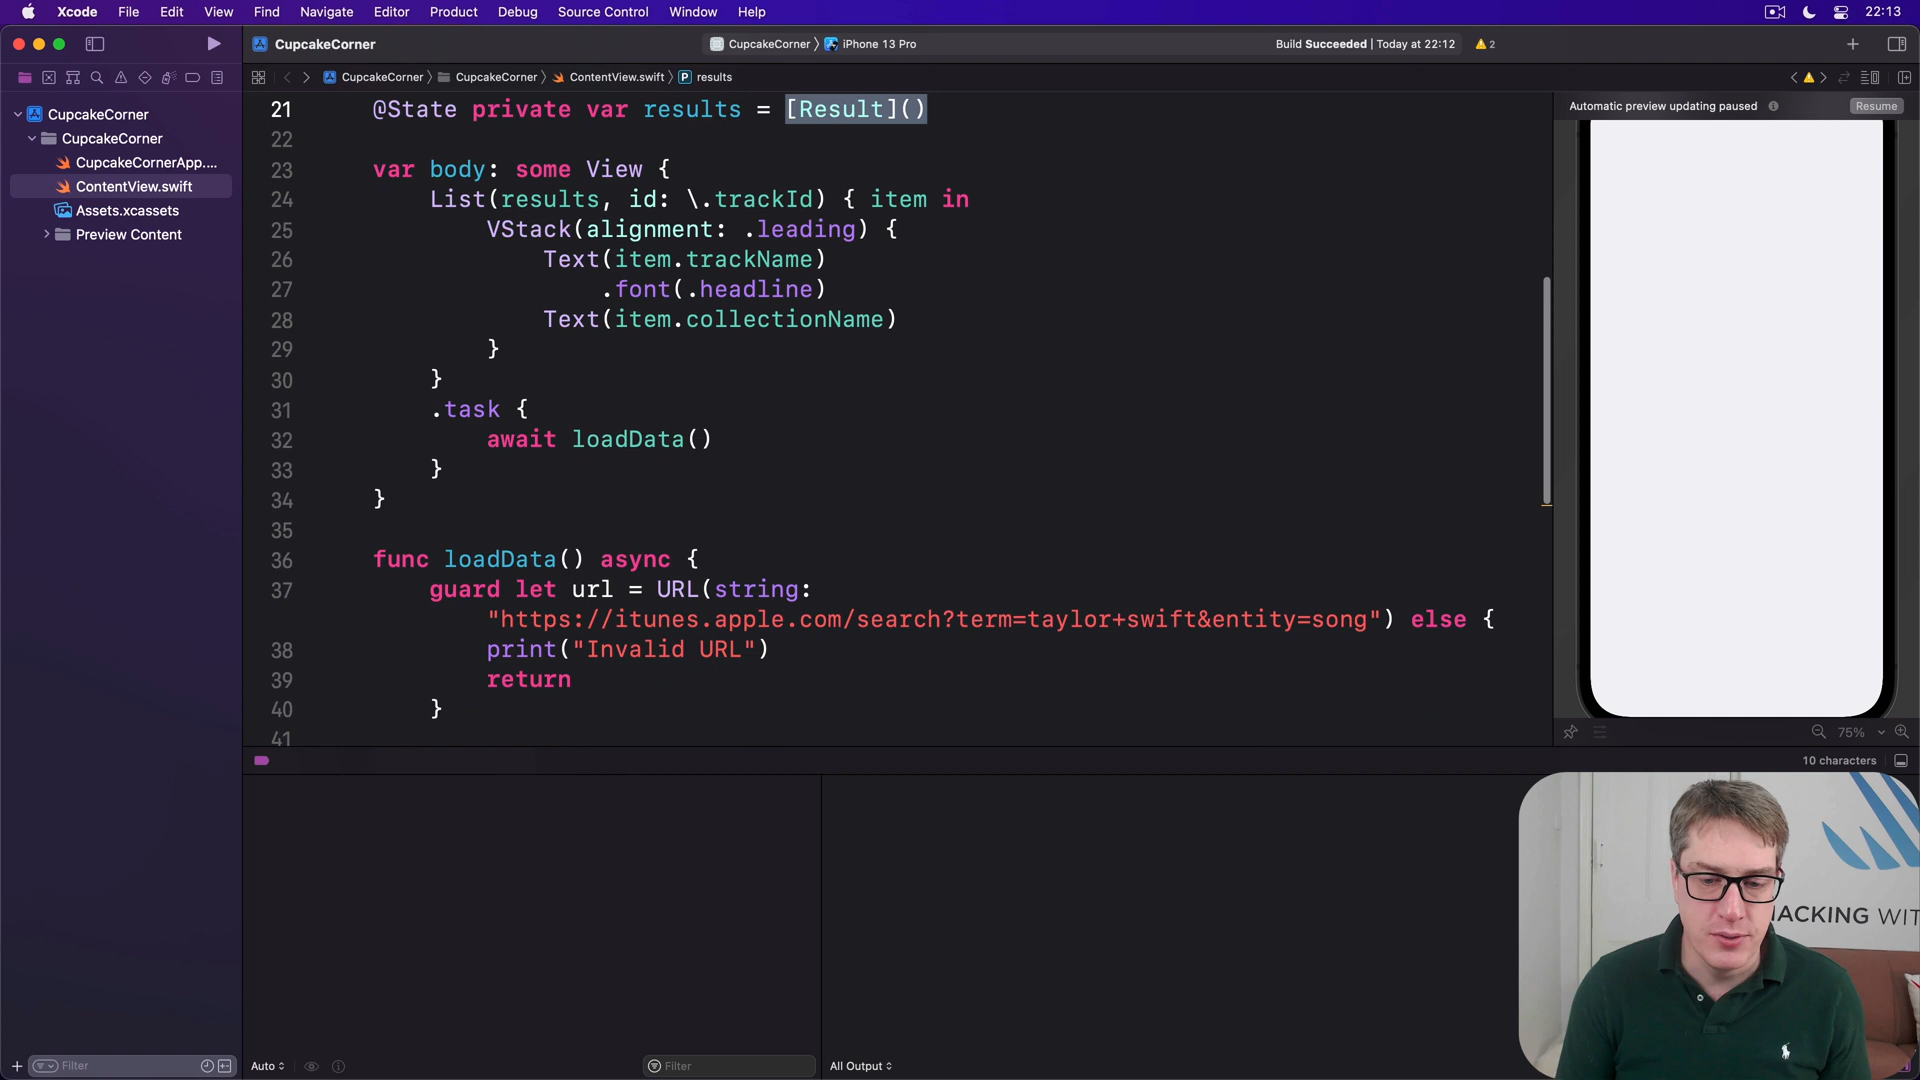 Xcode File Edit View Find Navigate Editor Product Debug Source Control Window Help 22:13
CupcakeCorner CupcakeCorner iPhone 13 Pro Build Succeeded | Today at 22:12 2
CupcakeCorner CupcakeCorner ContentView.swift P results
CupcakeCorner
CupcakeCorner
CupcakeCornerApp....
ContentView.swift
Assets.xcassets
Preview Content
21 @State private var results = [Result]()
22
23 var body: some View {
24 List(results, id: \.trackId) { item in
25 VStack(alignment: .leading) {
26 Text(item.trackName)
27 .font(.headline)
28 Text(item.collectionName)
29 }
30 }
31 .task {
32 await loadData()
33 }
34 }
35
36 func loadData() async {
37 guard let url = URL(string:
"https://itunes.apple.com/search?term=taylor+swift&entity=song") else {
38 print("Invalid URL")
39 return
40 }
41
Automatic preview updating paused Resume
75%
10 characters
HACKING WIT
Filter
Auto
Filter
All Output